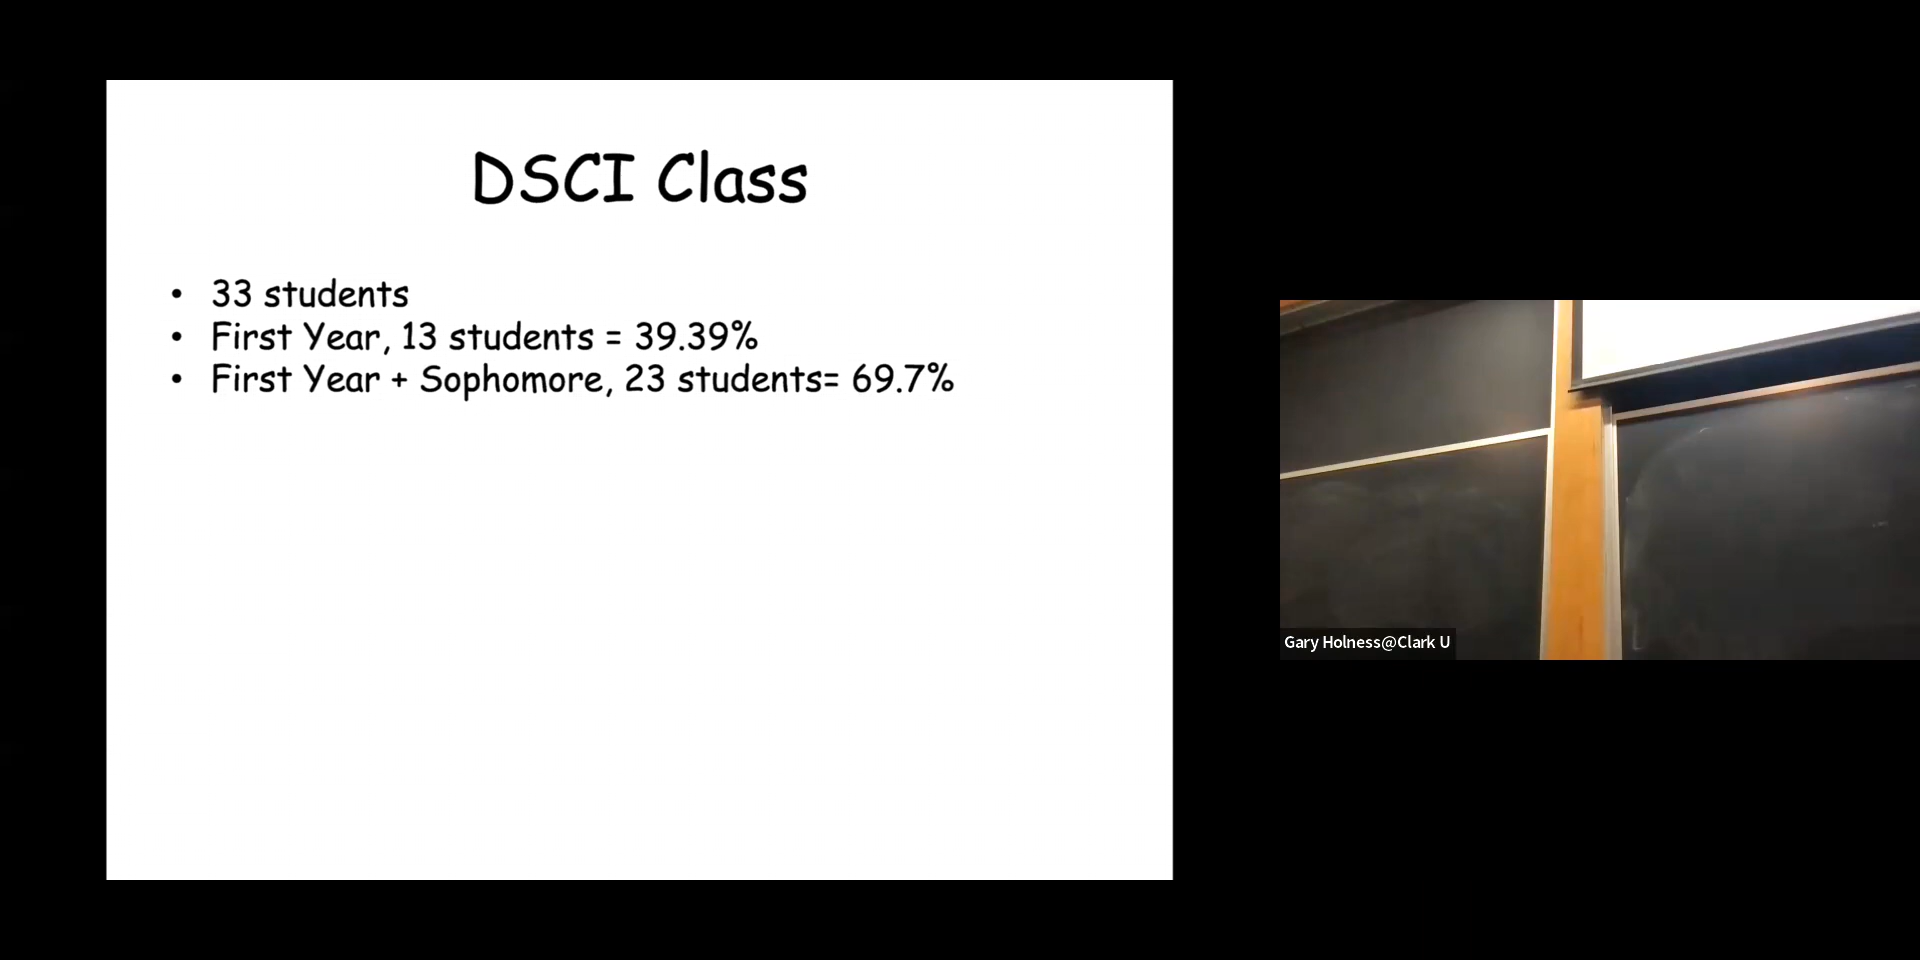 DSCI Class
• 33 students
• First Year, 13 students = 39.39%
• First Year + Sophomore, 23 students= 69.7%
Gary Holness@Clark U